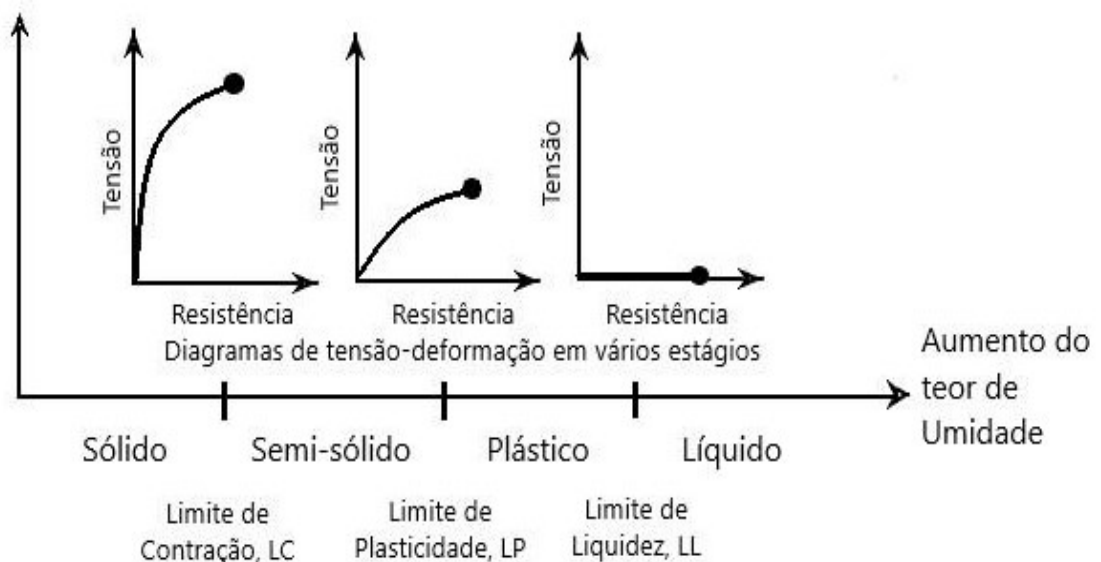 Tensão
Tensão
Tensão
Resistência
Resistência
Resistência
Diagramas de tensão-deformação em vários estágios
Aumento do
teor de
Umidade
Sólido
Semi-sólido
Plástico
Líquido
Limite de
Contração, LC
Limite de
Plasticidade, LP
Limite de
Liquidez, LL